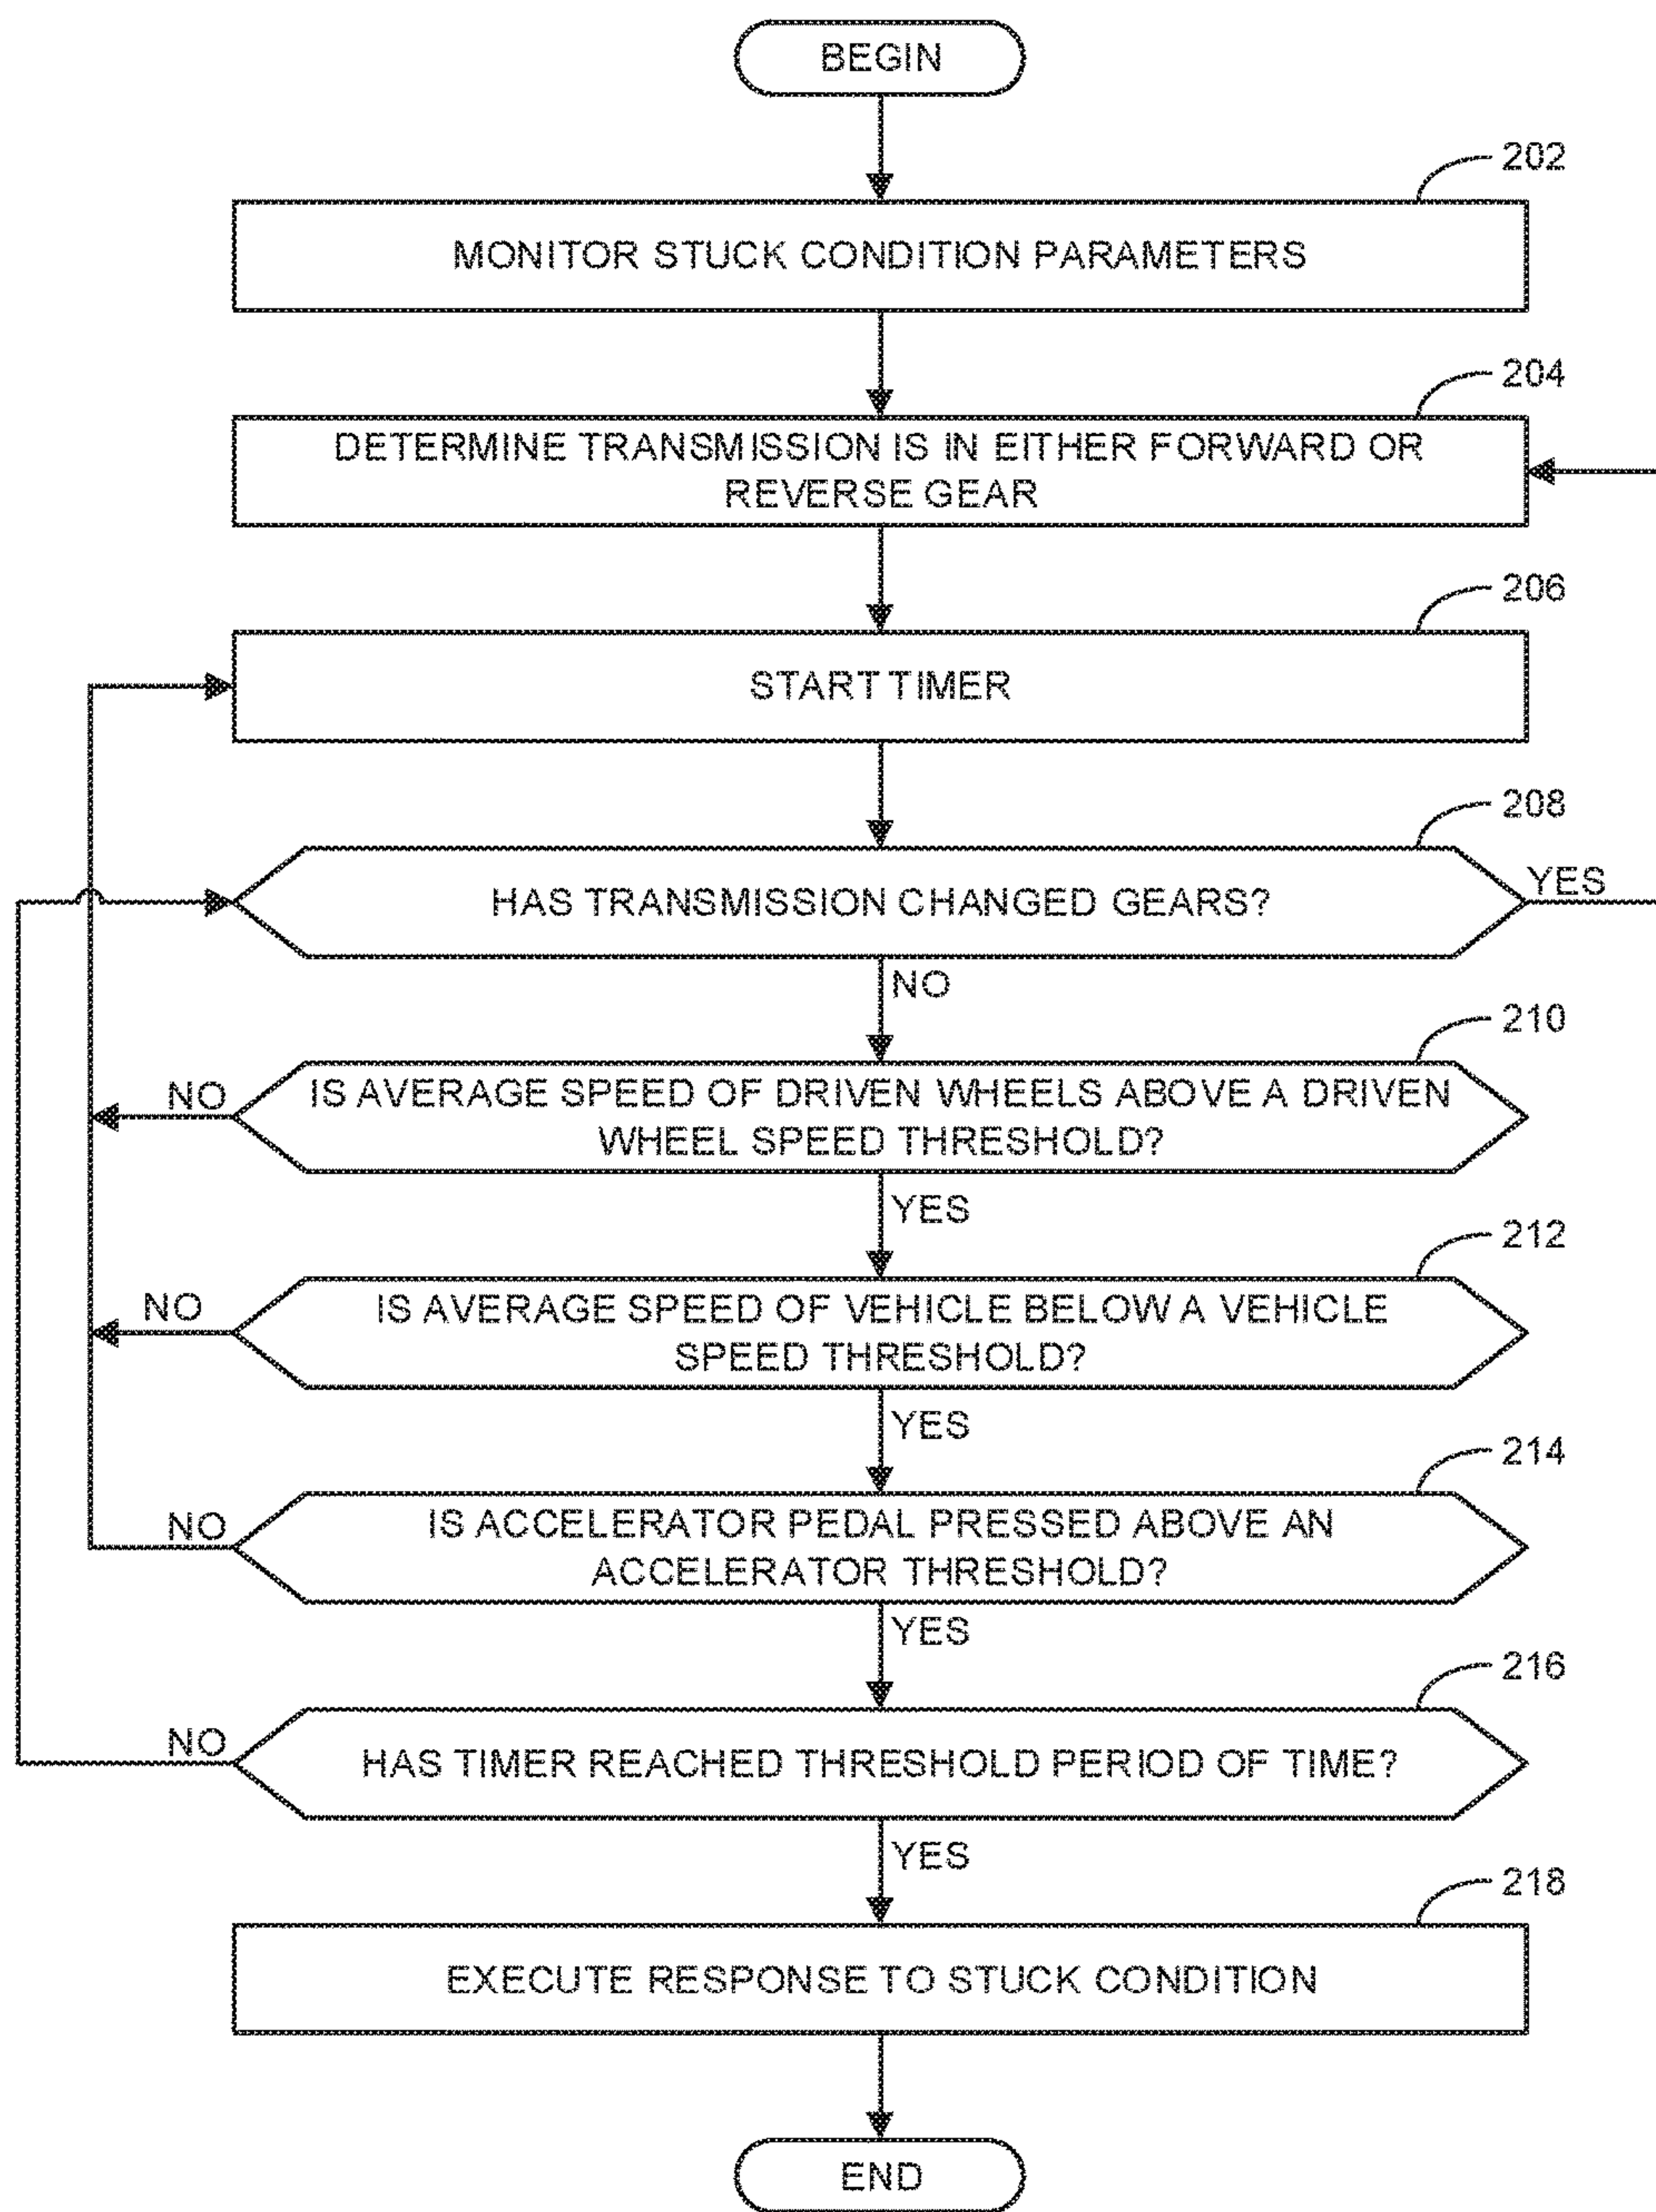 BEGIN
202
MONITOR STUCK CONDITION PARAMETERS
204
DETERMINE TRANSMISSION IS IN EITHER FORWARD OR
REVERSE GEAR
206
START TIMER
208
HAS TRANSMISSION CHANGED GEARS?
YES
NO
210
IS AVERAGE SPEED OF DRIVEN WHEELS ABOVE A DRIVEN
WHEEL SPEED THRESHOLD?
NO
YES
212
IS AVERAGE SPEED OF VEHICLE BELOW A VEHICLE
SPEED THRESHOLD?
NO
YES
214
IS ACCELERATOR PEDAL PRESSED ABOVE AN
ACCELERATOR THRESHOLD?
NO
YES
216
HAS TIMER REACHED THRESHOLD PERIOD OF TIME?
NO
YES
218
EXECUTE RESPONSE TO STUCK CONDITION
END